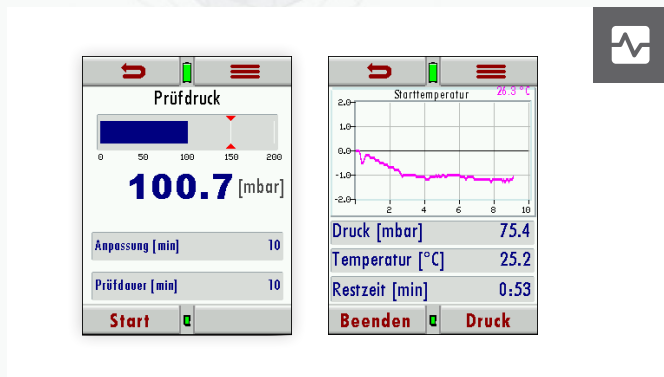 Prüfdruck
0 50 100 150 200
100.7 [mbar]
Anpassung [min] 10
Prüfdauer [min] 10
Start
Starttemperatur 26.3 °C
2.0
1.0
0.0
-1.0
-2.0
2 4 6 8 10
Druck [mbar] 75.4
Temperatur [°C] 25.2
Restzeit [min] 0:53
Beenden Druck